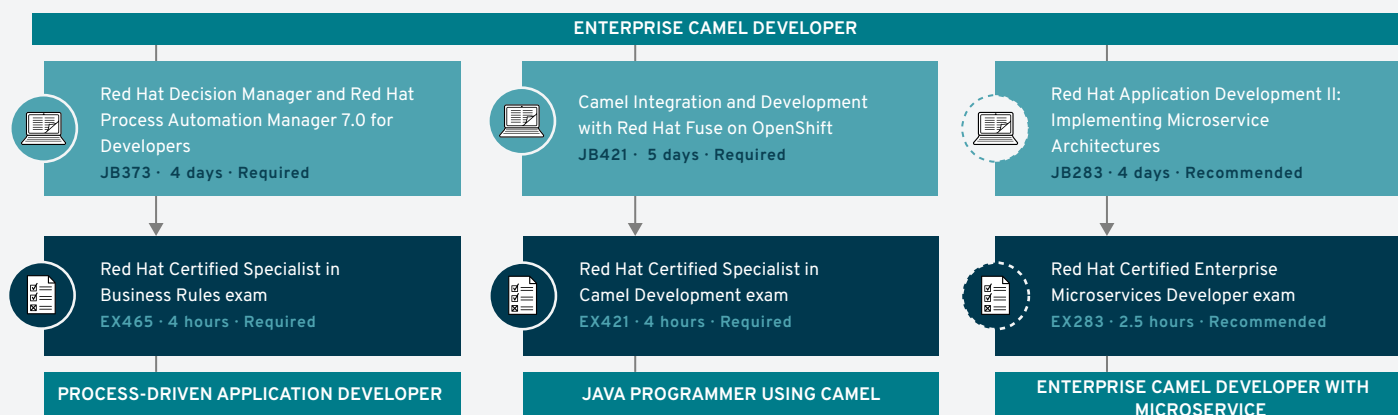 ENTERPRISE CAMEL DEVELOPER
Red Hat Decision Manager and Red Hat
Process Automation Manager 7.0 for
Developers
JB373 · 4 days · Required
Camel Integration and Development
with Red Hat Fuse on OpenShift
JB421 · 5 days · Required
Red Hat Application Development II:
Implementing Microservice
Architectures
JB283 · 4 days · Recommended
Red Hat Certified Specialist in
Business Rules exam
EX465 · 4 hours · Required
Red Hat Certified Specialist in
Camel Development exam
EX421 · 4 hours · Required
Red Hat Certified Enterprise
Microservices Developer exam
EX283 · 2.5 hours · Recommended
PROCESS-DRIVEN APPLICATION DEVELOPER
JAVA PROGRAMMER USING CAMEL
ENTERPRISE CAMEL DEVELOPER WITH
MICROSERVICE